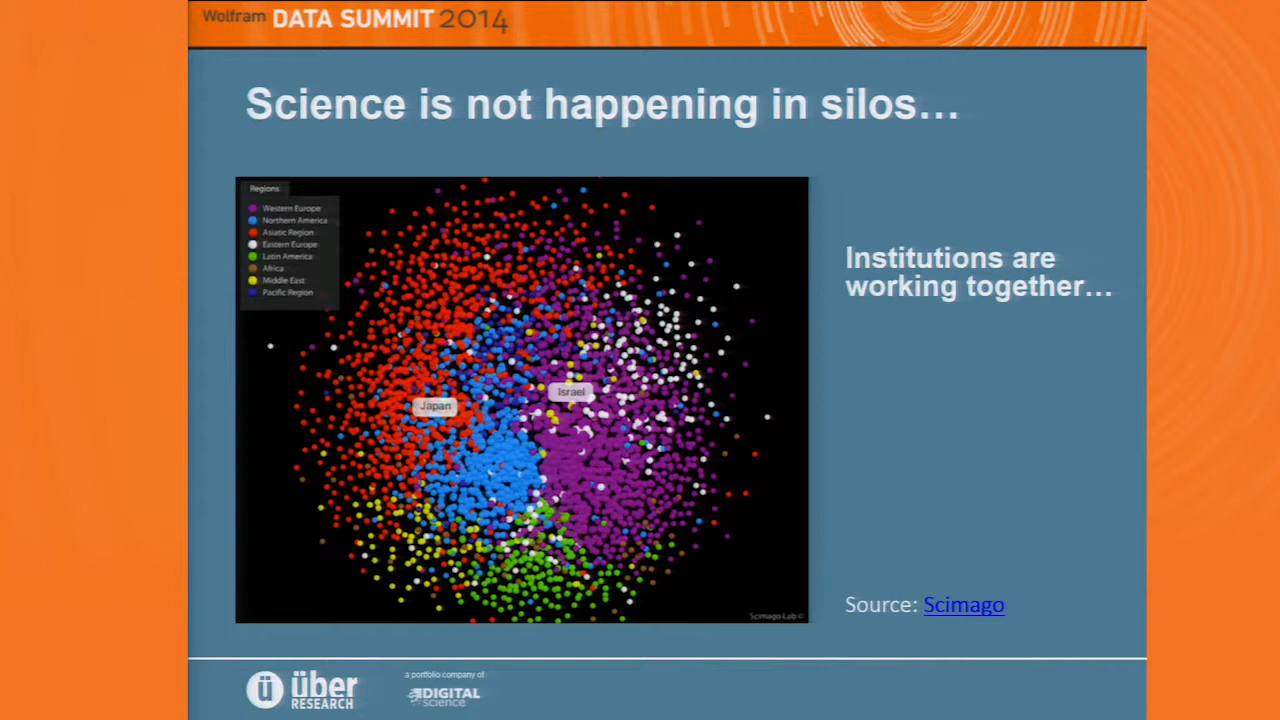 Wolfram DATA SUMMIT 2014
Science is not happening in silos…
Regions
Western Europe
Northern America
Asiatic Region
Eastern Europe
Latin America
Africa
Middle East
Pacific Region
Japan
Israel
Scimago Lab ©
Institutions are
working together…
Source: Scimago
ü über
RESEARCH
a portfolio company of
DIGITAL
science